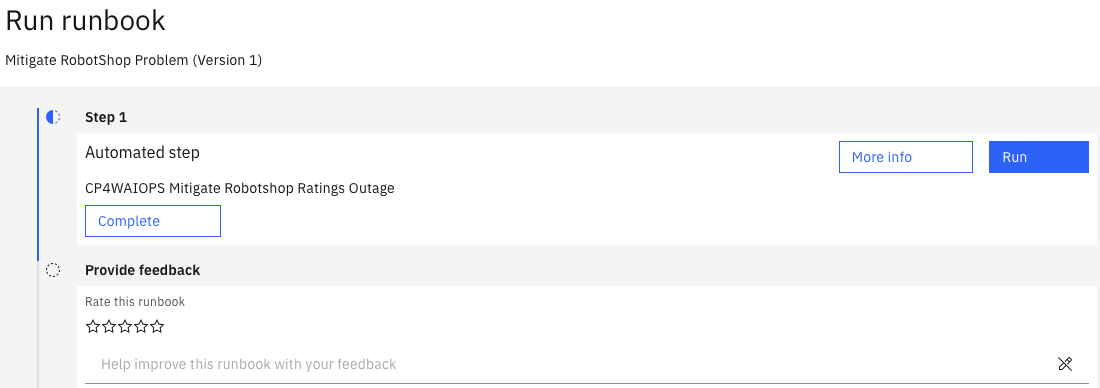 Run runbook
Mitigate RobotShop Problem (Version 1)
Step 1
Automated step
More info
Run
CP4WAIOPS Mitigate Robotshop Ratings Outage
Complete
Provide feedback
Rate this runbook
Help improve this runbook with your feedback